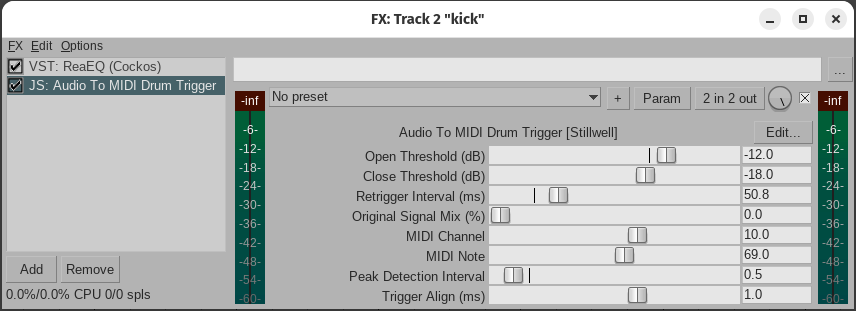 FX: Track 2 "kick"
FX Edit Options
VST: ReaEQ (Cockos)
JS: Audio To MIDI Drum Trigger
...
No preset
+
Param
2 in 2 out
-inf
-6-
-12-
-18-
-24-
-30-
-36-
-42-
-48-
-54-
-60-
Audio To MIDI Drum Trigger [Stillwell]
Edit...
Open Threshold (dB) -12.0
Close Threshold (dB) -18.0
Retrigger Interval (ms) 50.8
Original Signal Mix (%) 0.0
MIDI Channel 10.0
MIDI Note 69.0
Peak Detection Interval 0.5
Trigger Align (ms) 1.0
-inf
-6-
-12-
-18-
-24-
-30-
-36-
-42-
-48-
-54-
-60-
Add Remove
0.0%/0.0% CPU 0/0 spls